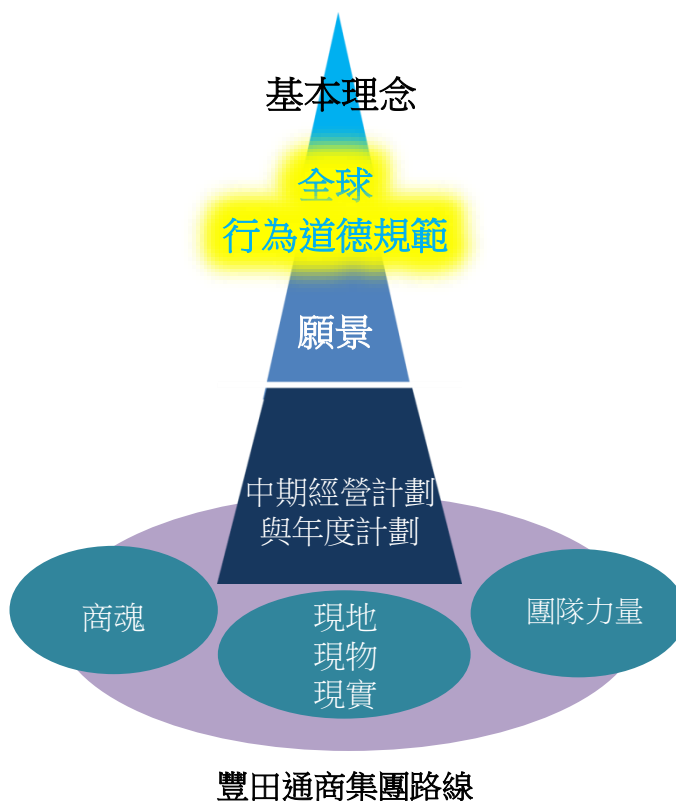 基本理念
全球
行為道德規範
願景
中期經營計劃
與年度計劃
商魂
現地
現物
現實
團隊力量
豐田通商集團路線